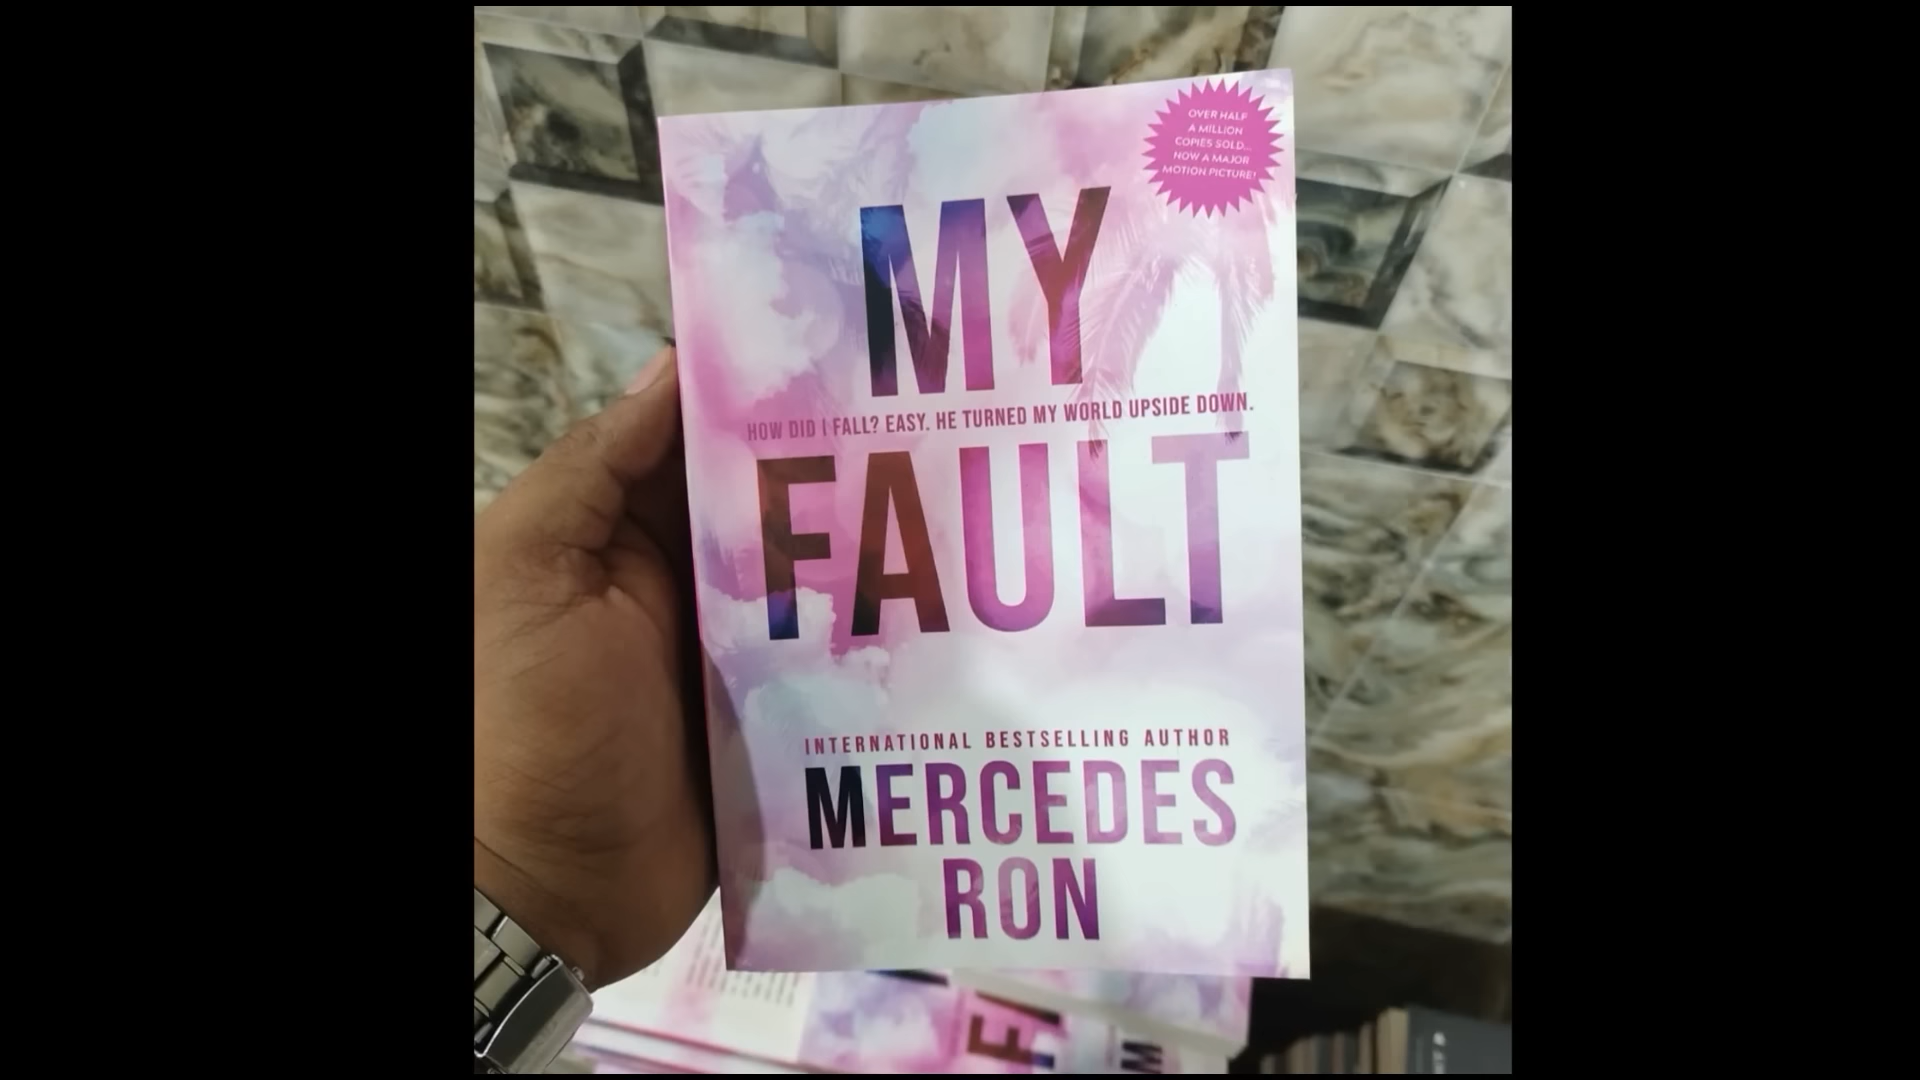 OVER HALF
A MILLION
COPIES SOLD...
NOW A MAJOR
MOTION PICTURE!
MY
HOW DID I FALL? EASY. HE TURNED MY WORLD UPSIDE DOWN.
FAULT
INTERNATIONAL BESTSELLING AUTHOR
MERCEDES
RON